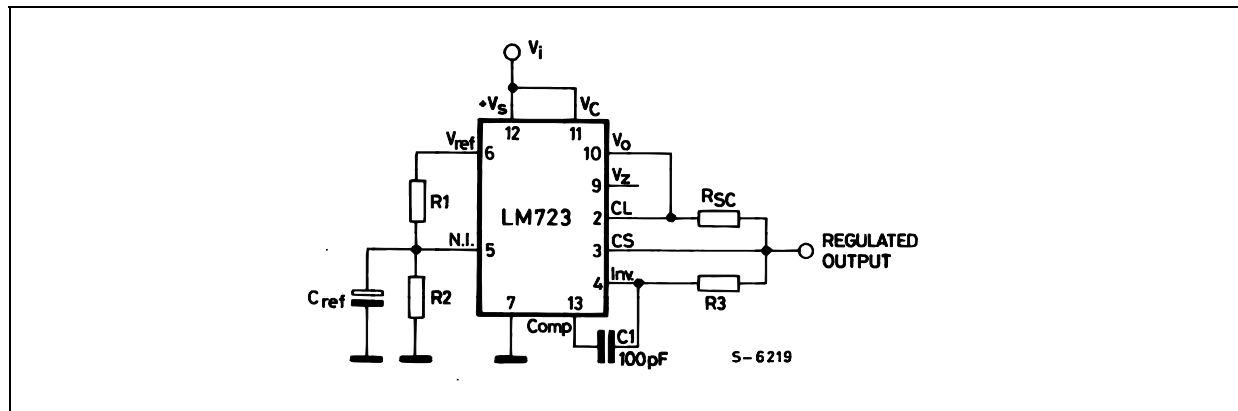 Vi
+Vs
VC
12
11
Vref
6
Vo
10
9
Vz
R1
LM723
2
CL
RSC
N.I.
5
3
CS
REGULATED
OUTPUT
4
Inv.
R3
Cref
R2
7
13
Comp
C1
100pF
S-6219